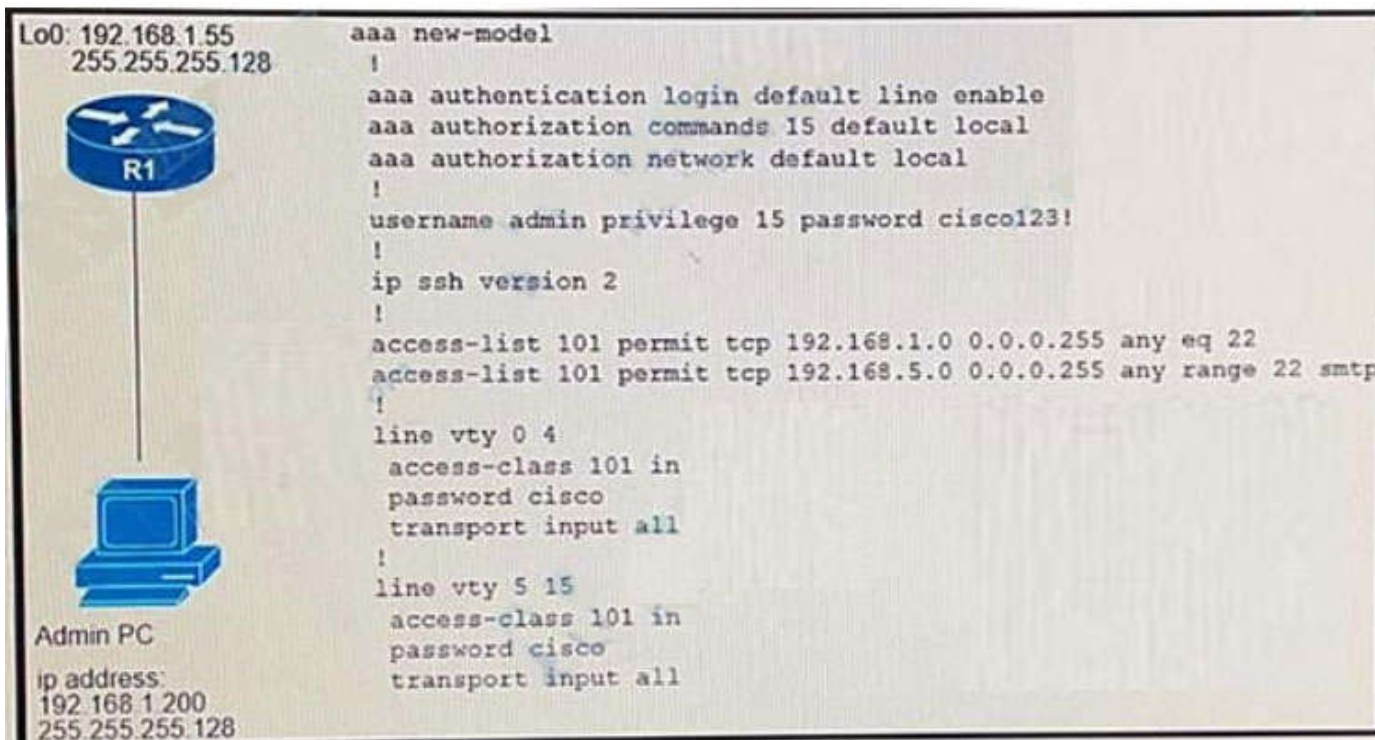 Lo0: 192.168.1.55
255.255.255.128
R1
Admin PC
ip address:
192.168.1.200
255.255.255.128
aaa new-model
!
aaa authentication login default line enable
aaa authorization commands 15 default local
aaa authorization network default local
!
username admin privilege 15 password cisco123!
!
ip ssh version 2
!
access-list 101 permit tcp 192.168.1.0 0.0.0.255 any eq 22
access-list 101 permit tcp 192.168.5.0 0.0.0.255 any range 22 smtp
!
line vty 0 4
access-class 101 in
password cisco
transport input all
!
line vty 5 15
access-class 101 in
password cisco
transport input all